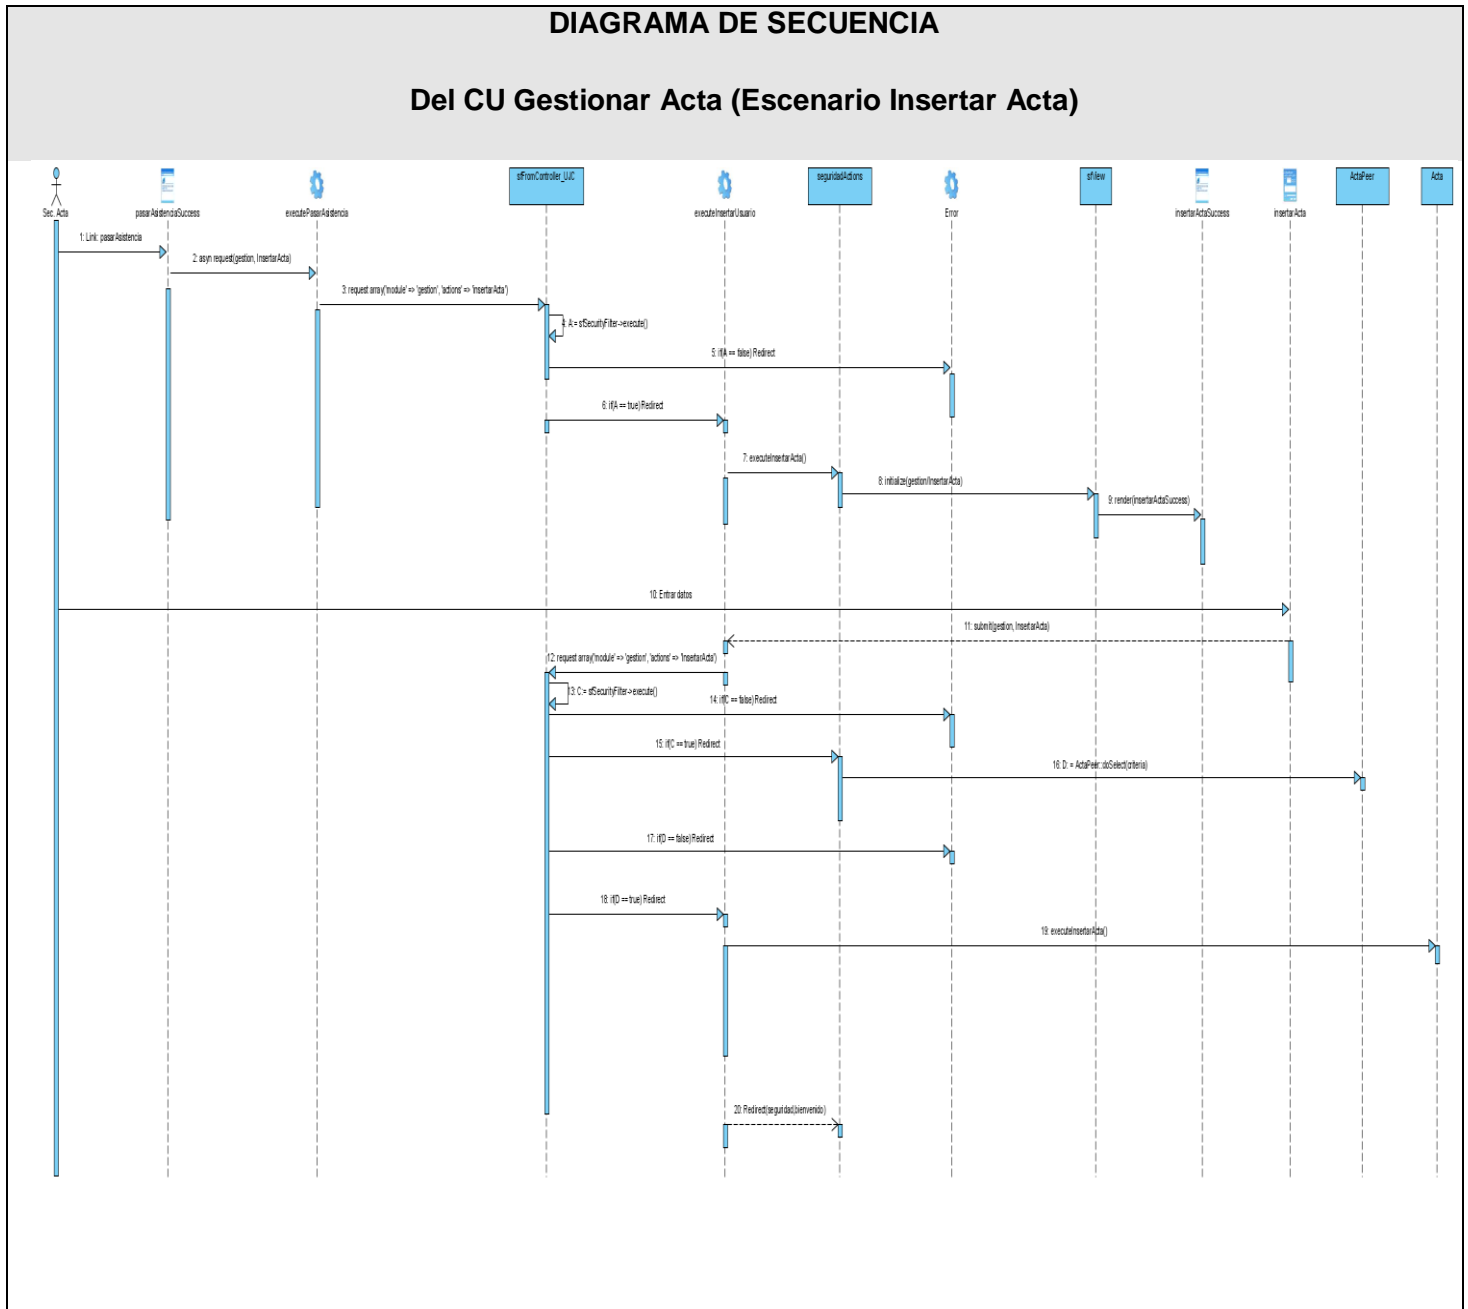 DIAGRAMA DE SECUENCIA
Del CU Gestionar Acta (Escenario Insertar Acta)
Sec. Acta
pasarAsistenciaSuccess
executePasarAsistencia
sfFromController_UJC
executeInsertarUsuario
seguridadActions
Error
sfView
insertarActaSuccess
insertarActa
ActaPeer
Acta
1: Link: pasarAsistencia
2: asyn request(gestion, InsertarActa)
3: request array('module' => 'gestion', 'actions' => 'InsertarActa')
4: A:= sfSecurityFilter->execute()
5: if(A == false) Redirect
6: if(A == true) Redirect
7: executeInsertarActa()
8: initialize(gestion/InsertarActa)
9: render(insertarActaSuccess)
10: Entrar datos
11: submit(gestion, InsertarActa)
12: request array('module' => 'gestion', 'actions' => 'InsertarActa')
13: C:= sfSecurityFilter->execute()
14: if(C == false) Redirect
15: if(C == true) Redirect
16: D: = ActaPeer::doSelect(criteria)
17: if(D == false) Redirect
18: if(D == true) Redirect
19: executeInsertarActa()
20: Redirect(seguridad,bienvenido)